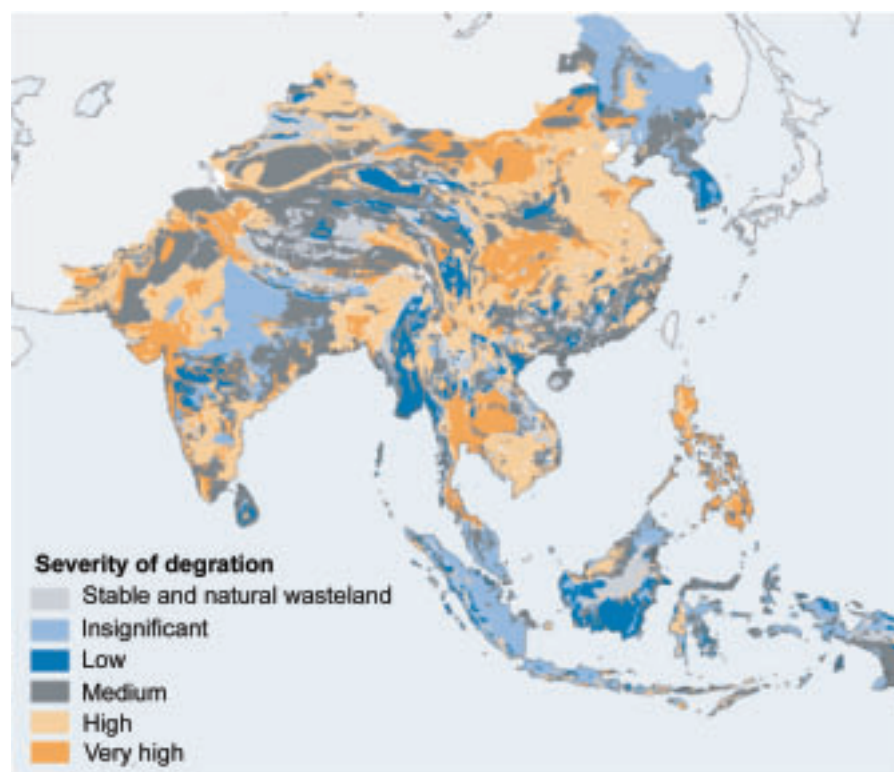 Severity of degration
Stable and natural wasteland
Insignificant
Low
Medium
High
Very high